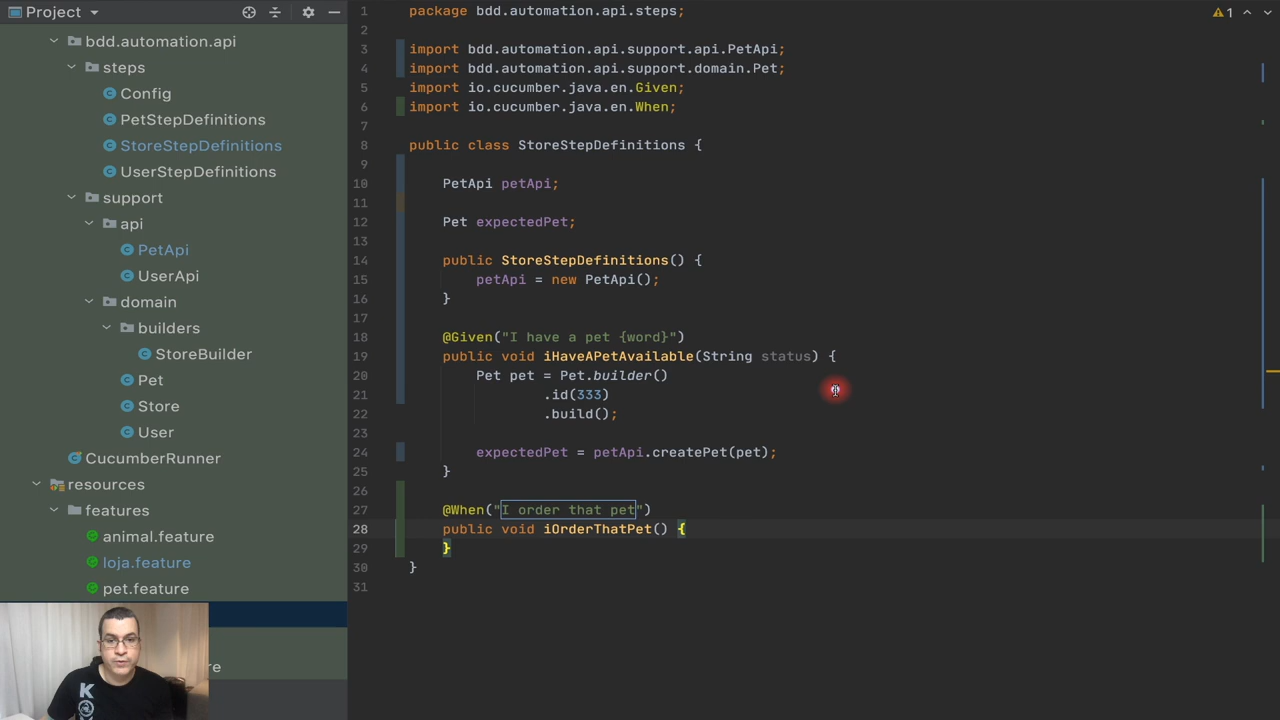 Project
bdd.automation.api
steps
Config
PetStepDefinitions
StoreStepDefinitions
UserStepDefinitions
support
api
PetApi
UserApi
domain
builders
StoreBuilder
Pet
Store
User
CucumberRunner
resources
features
animal.feature
loja.feature
pet.feature
re
K
1
1 package bdd.automation.api.steps;
2
3 import bdd.automation.api.support.api.PetApi;
4 import bdd.automation.api.support.domain.Pet;
5 import io.cucumber.java.en.Given;
6 import io.cucumber.java.en.When;
7
8 public class StoreStepDefinitions {
9
10 PetApi petApi;
11
12 Pet expectedPet;
13
14 public StoreStepDefinitions() {
15 petApi = new PetApi();
16 }
17
18 @Given("I have a pet {word}")
19 public void iHaveAPetAvailable(String status) {
20 Pet pet = Pet.builder()
21 .id(333)
22 .build();
23
24 expectedPet = petApi.createPet(pet);
25 }
26
27 @When("I order that pet")
28 public void iOrderThatPet() {
29 }
30 }
31